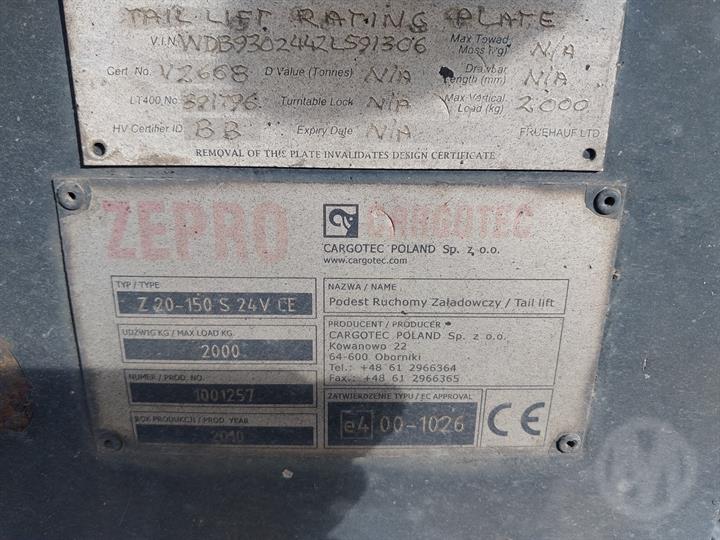 TAIL LIFT RATING PLATE
V.I.N. WDB9302442L591306
Max Towed Mass (kg) N/A
Cert. No. V2668
D Value (Tonnes) N/A
Drawbar Length (mm) N/A
LT400 No. 391796
Turntable Lock N/A
Max Vertical Load (kg) 2000
HV Certifier ID BB
Expiry Date N/A
FRUEHAUF LTD
REMOVAL OF THIS PLATE INVALIDATES DESIGN CERTIFICATE
ZEPRO
CARGOTEC
CARGOTEC POLAND Sp. z o.o.
www.cargotec.com
TYP / TYPE
Z 20-150 S 24V CE
UDŹWIG KG / MAX LOAD KG.
2000
NUMER / PROD. NO.
1001257
ROK PRODUKCJI / PROD. YEAR
2010
NAZWA / NAME
Podest Ruchomy Załadowczy / Tail lift
PRODUCENT / PRODUCER
CARGOTEC POLAND Sp. z o.o.
Kowanowo 22
64-600 Oborniki
Tel.: +48 61 2966364
Fax.: +48 61 2966365
ZATWIERDZENIE TYPU / EC APPROVAL
e4 00-1026
CE